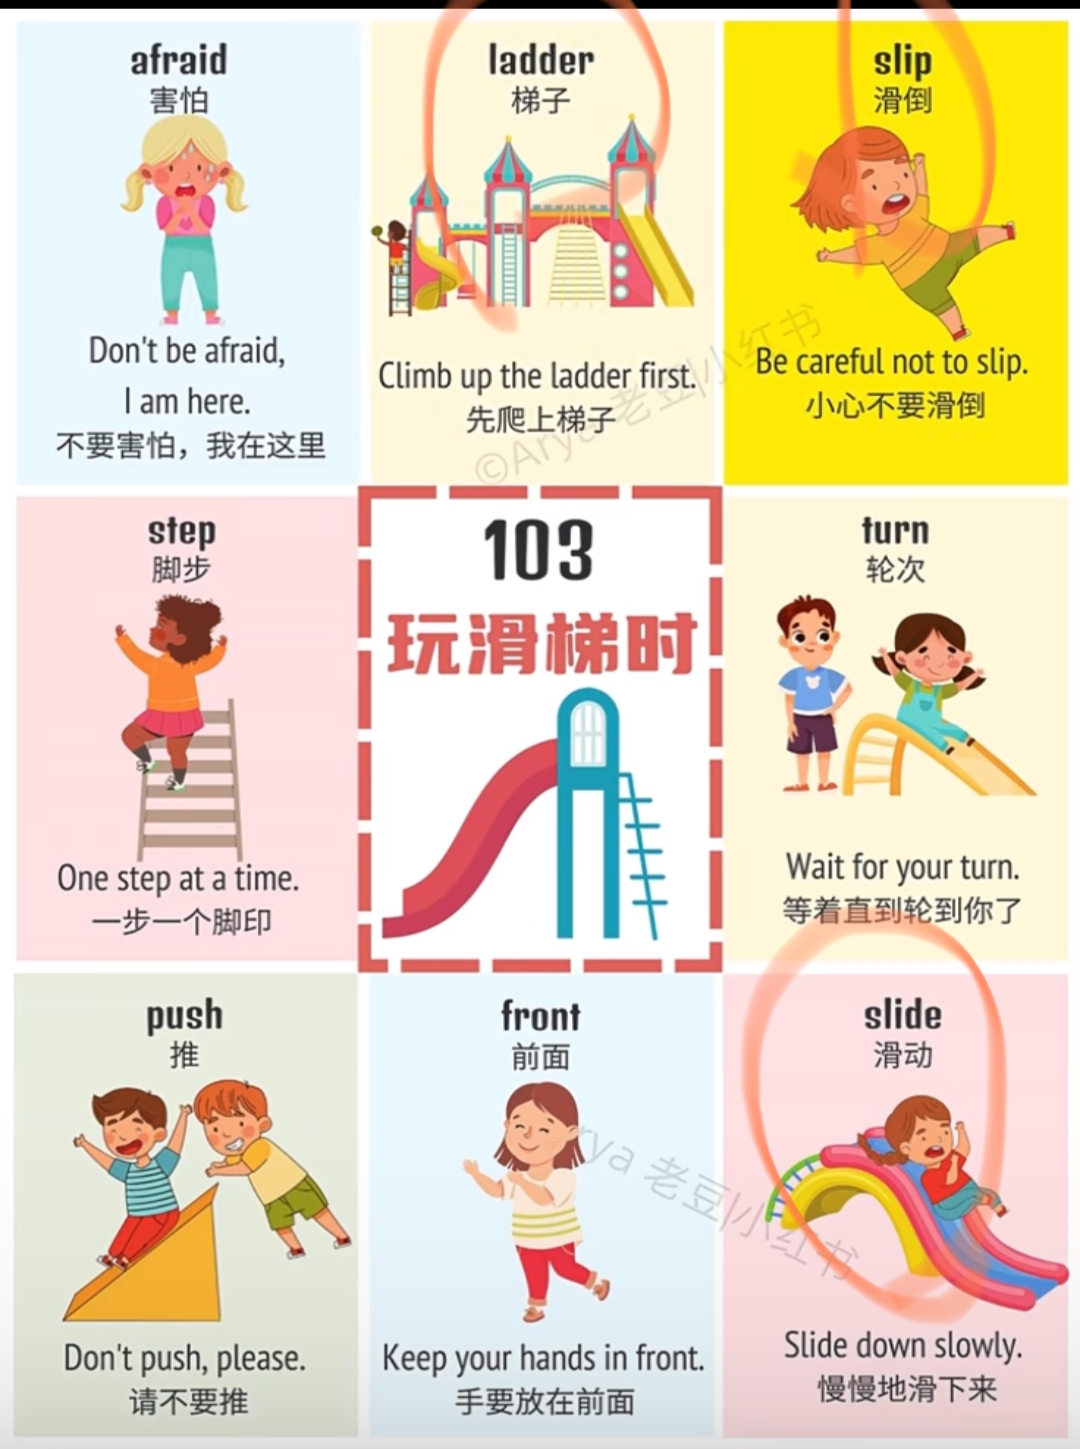 afraid
害怕
Don't be afraid,
I am here.
不要害怕，我在这里
ladder
梯子
Climb up the ladder first.
先爬上梯子
slip
滑倒
Be careful not to slip.
小心不要滑倒
©Arya 老豆|小红书
step
脚步
One step at a time.
一步一个脚印
103
玩滑梯时
turn
轮次
Wait for your turn.
等着直到轮到你了
push
推
Don't push, please.
请不要推
front
前面
Keep your hands in front.
手要放在前面
slide
滑动
Slide down slowly.
慢慢地滑下来
rya 老豆|小红书